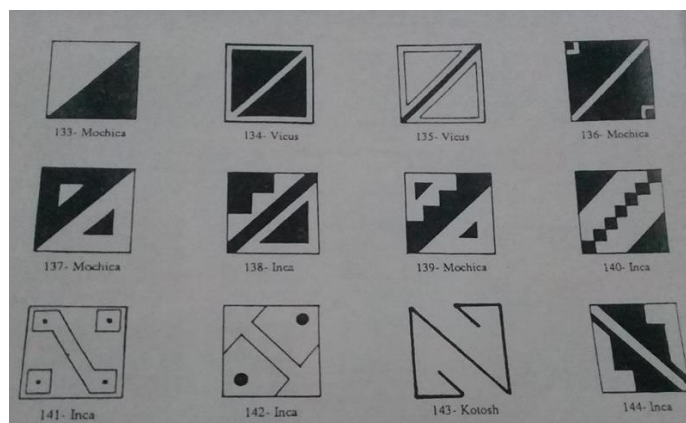 133- Mochica
134- Vicus
135- Vicus
136- Mochica
137- Mochica
138- Inca
139- Mochica
140- Inca
141- Inca
142- Inca
143- Kotosh
144- Inca